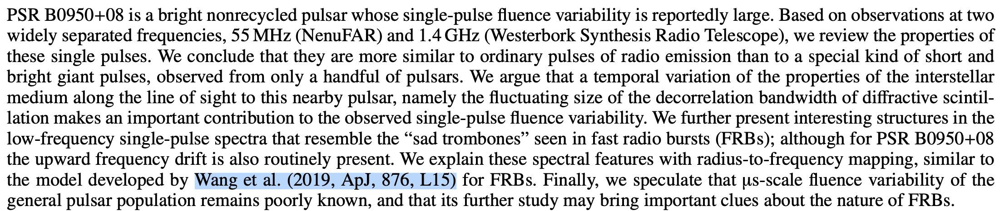 PSR B0950+08 is a bright nonrecycled pulsar whose single-pulse fluence variability is reportedly large. Based on observations at two
widely separated frequencies, 55 MHz (NenuFAR) and 1.4 GHz (Westerbork Synthesis Radio Telescope), we review the properties of
these single pulses. We conclude that they are more similar to ordinary pulses of radio emission than to a special kind of short and
bright giant pulses, observed from only a handful of pulsars. We argue that a temporal variation of the properties of the interstellar
medium along the line of sight to this nearby pulsar, namely the fluctuating size of the decorrelation bandwidth of diffractive scintil-
lation makes an important contribution to the observed single-pulse fluence variability. We further present interesting structures in the
low-frequency single-pulse spectra that resemble the “sad trombones” seen in fast radio bursts (FRBs); although for PSR B0950+08
the upward frequency drift is also routinely present. We explain these spectral features with radius-to-frequency mapping, similar to
the model developed by Wang et al. (2019, ApJ, 876, L15) for FRBs. Finally, we speculate that μs-scale fluence variability of the
general pulsar population remains poorly known, and that its further study may bring important clues about the nature of FRBs.